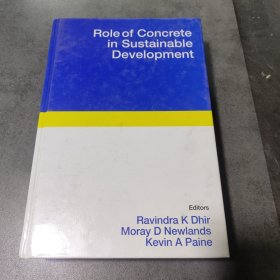 Role of Concrete
in Sustainable
Development
Editors
Ravindra K Dhir
Moray D Newlands
Kevin A Paine